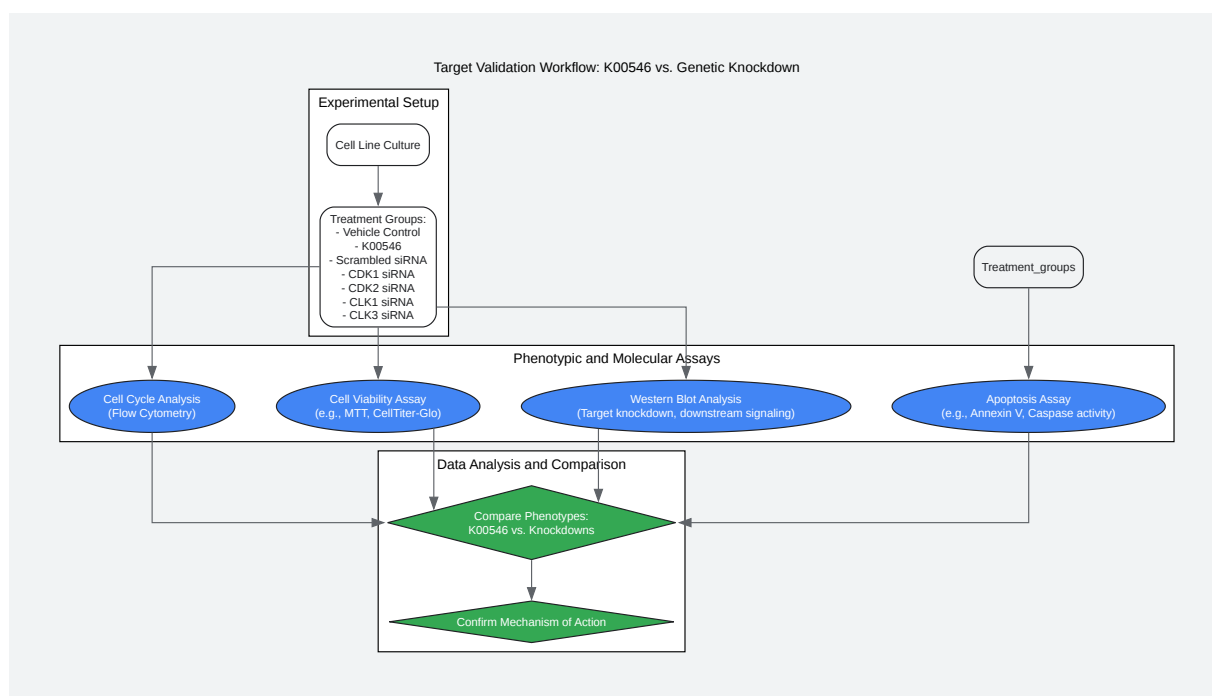 Target Validation Workflow: K00546 vs. Genetic Knockdown
Experimental Setup
Cell Line Culture
Treatment Groups:
- Vehicle Control
- K00546
- Scrambled siRNA
- CDK1 siRNA
- CDK2 siRNA
- CLK1 siRNA
- CLK3 siRNA
Treatment_groups
Phenotypic and Molecular Assays
Cell Cycle Analysis
(Flow Cytometry)
Cell Viability Assay
(e.g., MTT, CellTiter-Glo)
Western Blot Analysis
(Target knockdown, downstream signaling)
Apoptosis Assay
(e.g., Annexin V, Caspase activity)
Data Analysis and Comparison
Compare Phenotypes:
K00546 vs. Knockdowns
Confirm Mechanism of Action